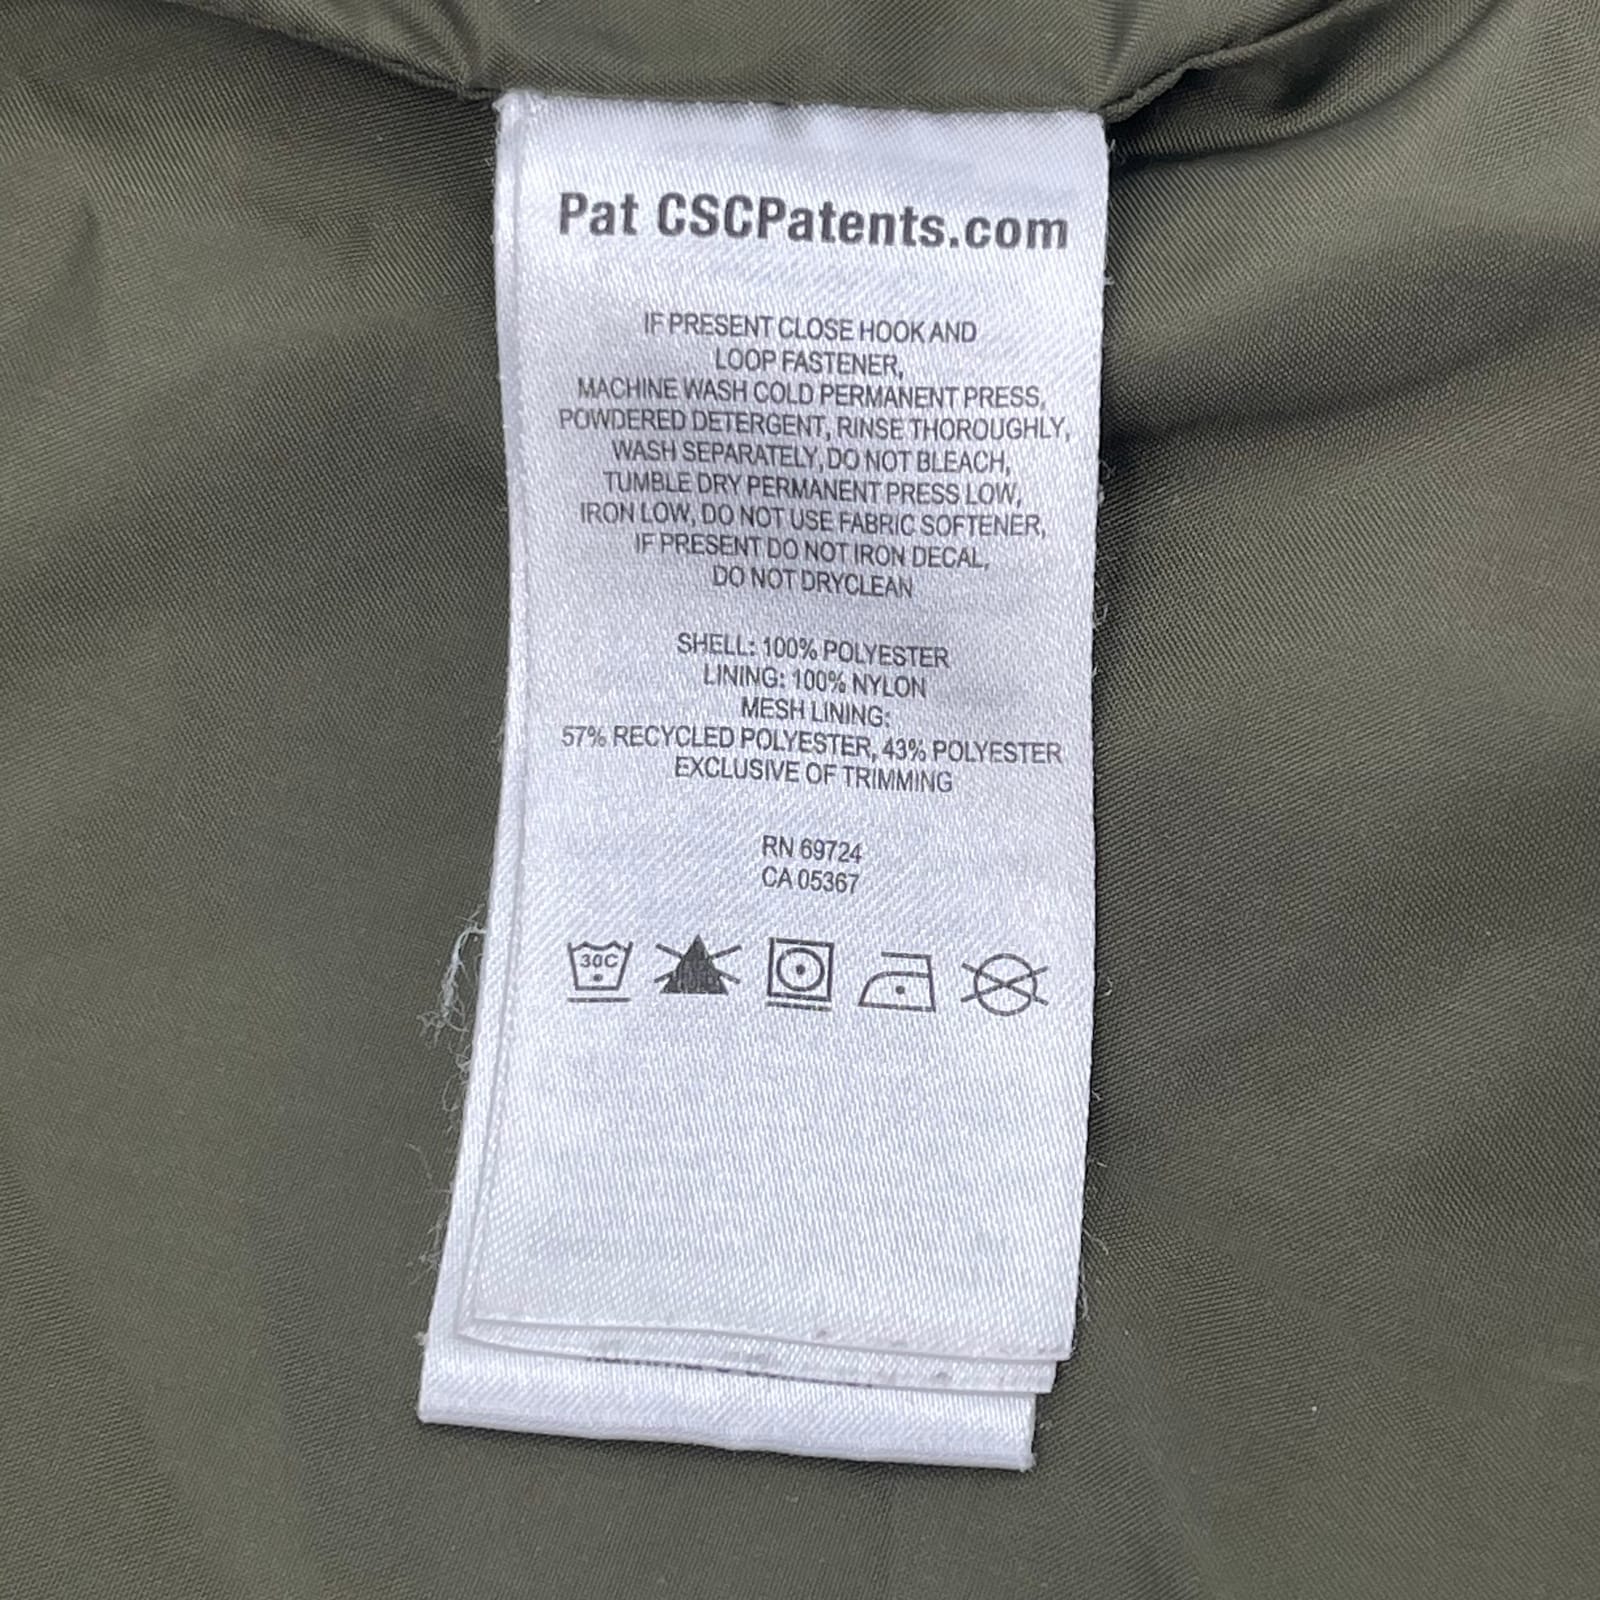 Pat CSCPatents.com
IF PRESENT CLOSE HOOK AND
LOOP FASTENER,
MACHINE WASH COLD PERMANENT PRESS,
POWDERED DETERGENT, RINSE THOROUGHLY,
WASH SEPARATELY, DO NOT BLEACH,
TUMBLE DRY PERMANENT PRESS LOW,
IRON LOW, DO NOT USE FABRIC SOFTENER,
IF PRESENT DO NOT IRON DECAL,
DO NOT DRYCLEAN
SHELL: 100% POLYESTER
LINING: 100% NYLON
MESH LINING:
57% RECYCLED POLYESTER, 43% POLYESTER
EXCLUSIVE OF TRIMMING
RN 69724
CA 05367
30C